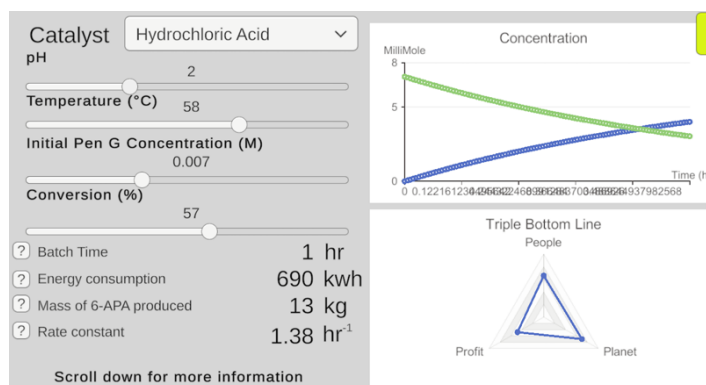 Catalyst
Hydrochloric Acid
pH
2
Temperature (°C)
58
Initial Pen G Concentration (M)
0.007
Conversion (%)
57
? Batch Time 1 hr
? Energy consumption 690 kwh
? Mass of 6-APA produced 13 kg
? Rate constant 1.38 hr-1
Scroll down for more information
Concentration
MilliMole
8
5
0
Time (h
0
Triple Bottom Line
People
Profit
Planet